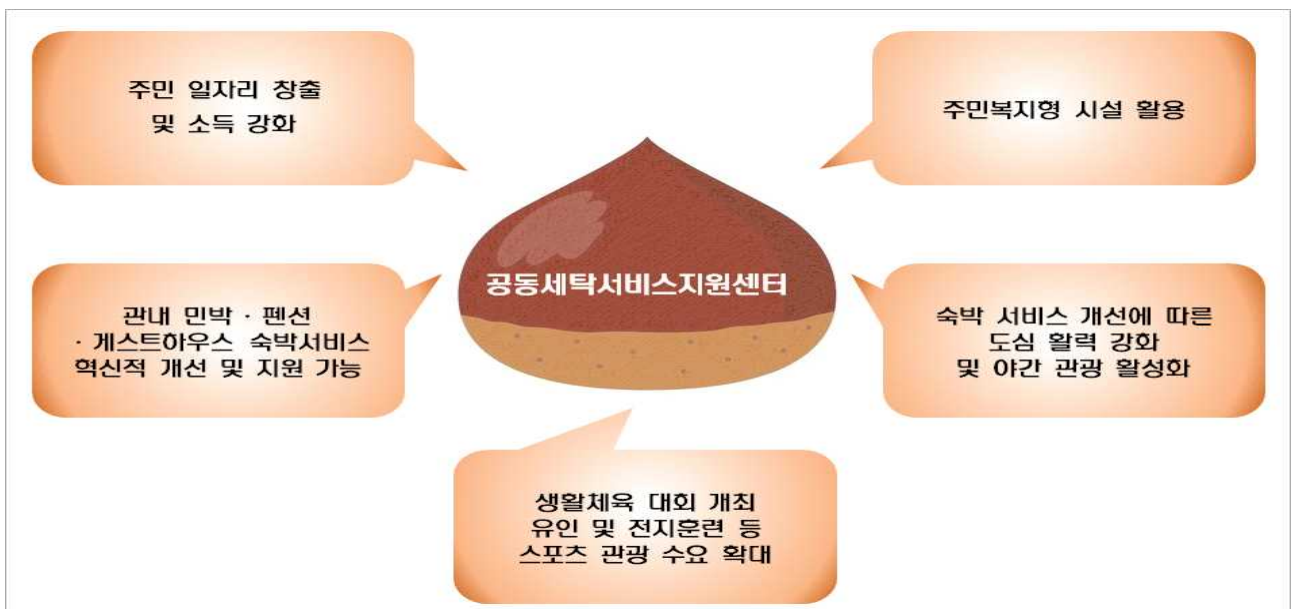 주민 일자리 창출
및 소득 강화
주민복지형 시설 활용
공동세탁서비스지원센터
관내 민박 · 펜션
· 게스트하우스 숙박서비스
혁신적 개선 및 지원 가능
숙박 서비스 개선에 따른
도심 활력 강화
및 야간 관광 활성화
생활체육 대회 개최
유인 및 전지훈련 등
스포츠 관광 수요 확대